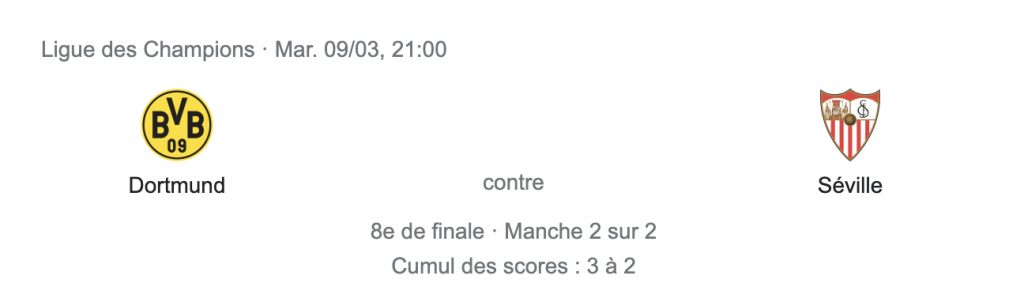 Ligue des Champions · Mar. 09/03, 21:00
BVB
09
Dortmund
contre
Séville
8e de finale · Manche 2 sur 2
Cumul des scores : 3 à 2